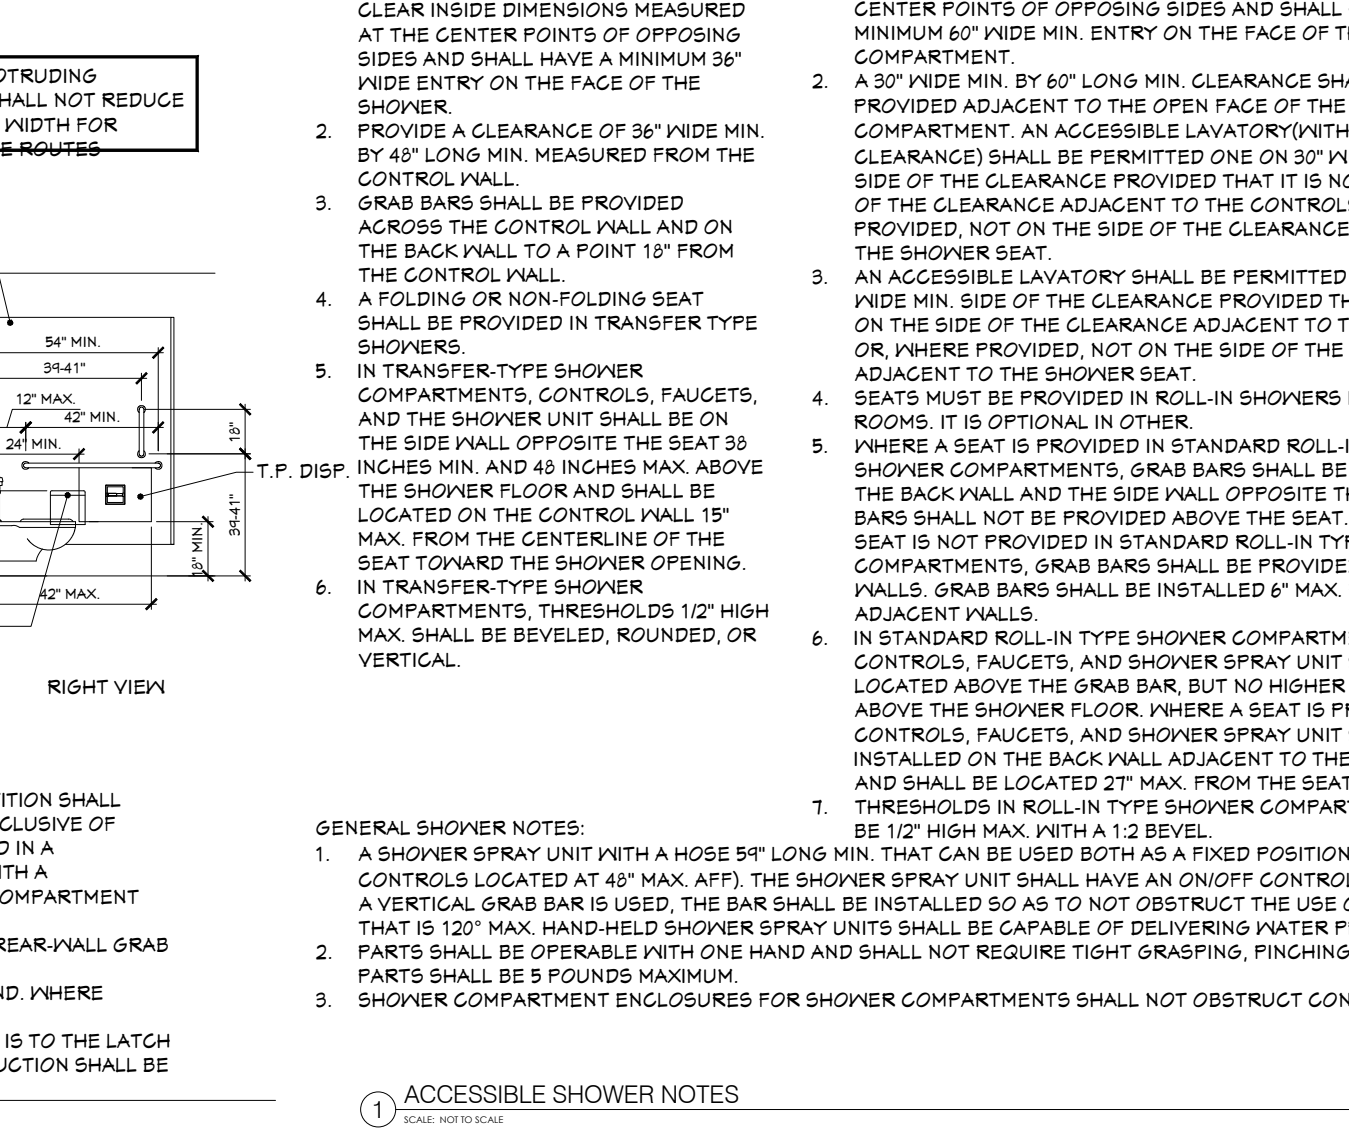 OTRUDING
HALL NOT REDUCE
WIDTH FOR
E ROUTES
54" MIN.
39-41"
12" MAX.
42" MIN.
24" MIN.
18"
T.P. DISP.
39-41"
18" MIN.
42" MAX.
RIGHT VIEW
ITION SHALL
CLUSIVE OF
D IN A
ITH A
OMPARTMENT
REAR-WALL GRAB
ND. WHERE
IS TO THE LATCH
UCTION SHALL BE
CLEAR INSIDE DIMENSIONS MEASURED
AT THE CENTER POINTS OF OPPOSING
SIDES AND SHALL HAVE A MINIMUM 36"
WIDE ENTRY ON THE FACE OF THE
SHOWER.
2. PROVIDE A CLEARANCE OF 36" WIDE MIN.
BY 48" LONG MIN. MEASURED FROM THE
CONTROL WALL.
3. GRAB BARS SHALL BE PROVIDED
ACROSS THE CONTROL WALL AND ON
THE BACK WALL TO A POINT 18" FROM
THE CONTROL WALL.
4. A FOLDING OR NON-FOLDING SEAT
SHALL BE PROVIDED IN TRANSFER TYPE
SHOWERS.
5. IN TRANSFER-TYPE SHOWER
COMPARTMENTS, CONTROLS, FAUCETS,
AND THE SHOWER UNIT SHALL BE ON
THE SIDE WALL OPPOSITE THE SEAT 38
INCHES MIN. AND 48 INCHES MAX. ABOVE
THE SHOWER FLOOR AND SHALL BE
LOCATED ON THE CONTROL WALL 15"
MAX. FROM THE CENTERLINE OF THE
SEAT TOWARD THE SHOWER OPENING.
6. IN TRANSFER-TYPE SHOWER
COMPARTMENTS, THRESHOLDS 1/2" HIGH
MAX. SHALL BE BEVELED, ROUNDED, OR
VERTICAL.
CENTER POINTS OF OPPOSING SIDES AND SHALL
MINIMUM 60" WIDE MIN. ENTRY ON THE FACE OF T
COMPARTMENT.
2. A 30" WIDE MIN. BY 60" LONG MIN. CLEARANCE SHA
PROVIDED ADJACENT TO THE OPEN FACE OF THE
COMPARTMENT. AN ACCESSIBLE LAVATORY(WITH
CLEARANCE) SHALL BE PERMITTED ONE ON 30" WI
SIDE OF THE CLEARANCE PROVIDED THAT IT IS NO
OF THE CLEARANCE ADJACENT TO THE CONTROLS
PROVIDED, NOT ON THE SIDE OF THE CLEARANCE
THE SHOWER SEAT.
3. AN ACCESSIBLE LAVATORY SHALL BE PERMITTED
WIDE MIN. SIDE OF THE CLEARANCE PROVIDED TH
ON THE SIDE OF THE CLEARANCE ADJACENT TO T
OR, WHERE PROVIDED, NOT ON THE SIDE OF THE
ADJACENT TO THE SHOWER SEAT.
4. SEATS MUST BE PROVIDED IN ROLL-IN SHOWERS
ROOMS. IT IS OPTIONAL IN OTHER.
5. WHERE A SEAT IS PROVIDED IN STANDARD ROLL-I
SHOWER COMPARTMENTS, GRAB BARS SHALL BE
THE BACK WALL AND THE SIDE WALL OPPOSITE T
BARS SHALL NOT BE PROVIDED ABOVE THE SEAT.
SEAT IS NOT PROVIDED IN STANDARD ROLL-IN TYP
COMPARTMENTS, GRAB BARS SHALL BE PROVIDE
WALLS. GRAB BARS SHALL BE INSTALLED 6" MAX.
ADJACENT WALLS.
6. IN STANDARD ROLL-IN TYPE SHOWER COMPARTM
CONTROLS, FAUCETS, AND SHOWER SPRAY UNIT
LOCATED ABOVE THE GRAB BAR, BUT NO HIGHER
ABOVE THE SHOWER FLOOR. WHERE A SEAT IS P
CONTROLS, FAUCETS, AND SHOWER SPRAY UNIT
INSTALLED ON THE BACK WALL ADJACENT TO THE
AND SHALL BE LOCATED 27" MAX. FROM THE SEAT
7. THRESHOLDS IN ROLL-IN TYPE SHOWER COMPAR
BE 1/2" HIGH MAX. WITH A 1:2 BEVEL.
GENERAL SHOWER NOTES:
1. A SHOWER SPRAY UNIT WITH A HOSE 59" LONG MIN. THAT CAN BE USED BOTH AS A FIXED POSITION
CONTROLS LOCATED AT 48" MAX. AFF). THE SHOWER SPRAY UNIT SHALL HAVE AN ON/OFF CONTROL
A VERTICAL GRAB BAR IS USED, THE BAR SHALL BE INSTALLED SO AS TO NOT OBSTRUCT THE USE O
THAT IS 120° MAX. HAND-HELD SHOWER SPRAY UNITS SHALL BE CAPABLE OF DELIVERING WATER P
2. PARTS SHALL BE OPERABLE WITH ONE HAND AND SHALL NOT REQUIRE TIGHT GRASPING, PINCHING
PARTS SHALL BE 5 POUNDS MAXIMUM.
3. SHOWER COMPARTMENT ENCLOSURES FOR SHOWER COMPARTMENTS SHALL NOT OBSTRUCT CON
1 ACCESSIBLE SHOWER NOTES
SCALE: NOT TO SCALE